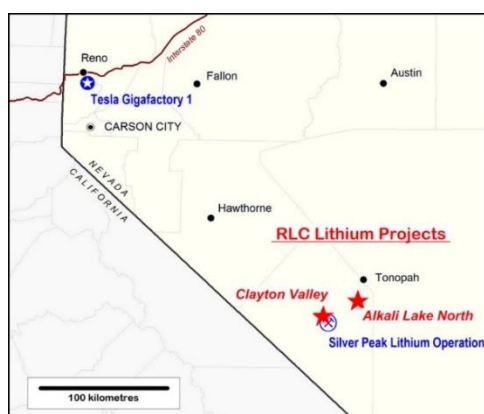 Interstate 80
Reno
Fallon
Austin
Tesla Gigafactory 1
CARSON CITY
NEVADA
CALIFORNIA
Hawthorne
RLC Lithium Projects
Tonopah
Clayton Valley
Alkali Lake North
Silver Peak Lithium Operation
100 kilometres